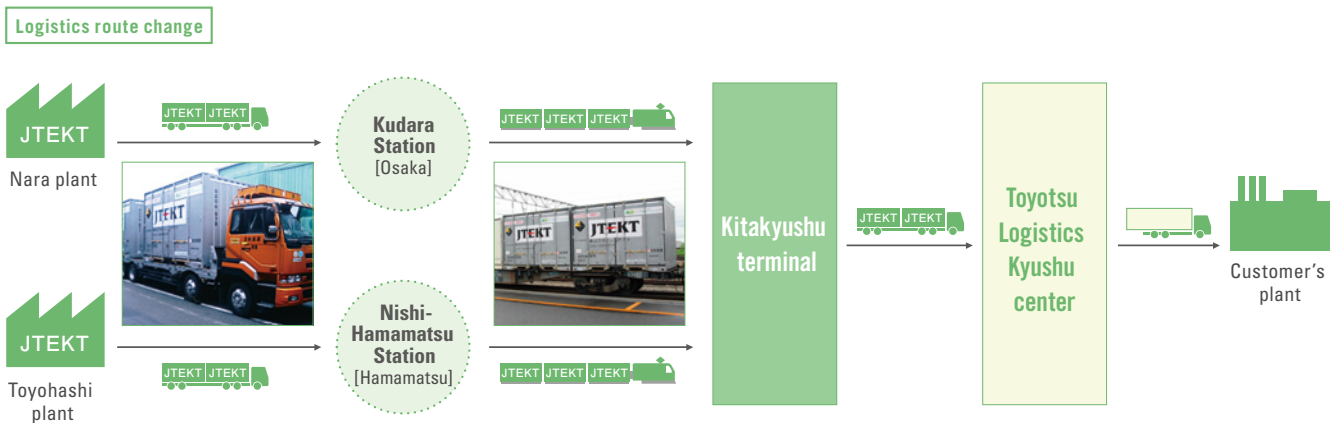 Logistics route change
JTEKT
Nara plant
JTEKT JTEKT
Kudara
Station
[Osaka]
JTEKT JTEKT JTEKT
JTEKT
JTEKT
JTEKT
Kitakyushu
terminal
JTEKT JTEKT
Toyotsu
Logistics
Kyushu
center
Customer's
plant
JTEKT
Toyohashi
plant
JTEKT JTEKT
Nishi-
Hamamatsu
Station
[Hamamatsu]
JTEKT JTEKT JTEKT